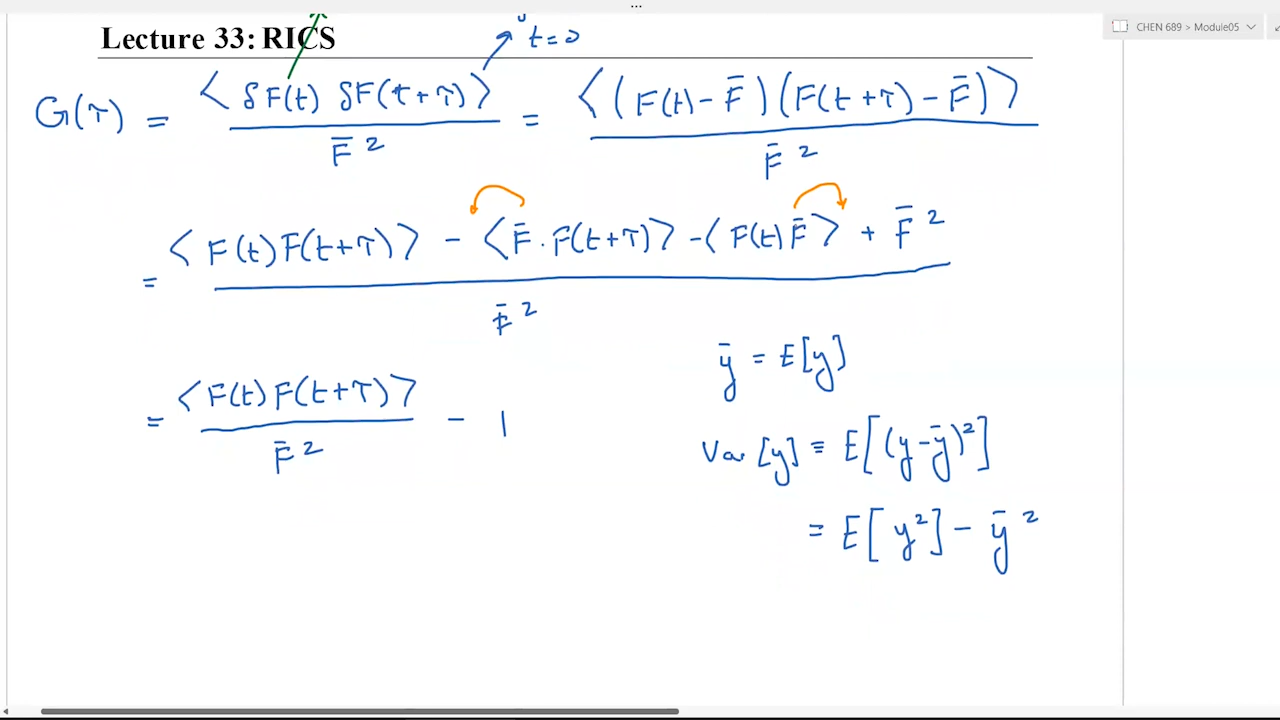 ...
CHEN 689 > Module05
Lecture 33: RICS
t=0
G(τ) = ⟨δF(t) δF(t+τ)⟩ / F̄² = ⟨(F(t)-F̄)(F(t+τ)-F̄)⟩ / F̄²
= (⟨F(t)F(t+τ)⟩ - ⟨F̄·F(t+τ)⟩ - ⟨F(t)F̄⟩ + F̄²) / F̄²
ȳ = E[y]
= ⟨F(t)F(t+τ)⟩ / F̄² - 1
Var[y] ≡ E[(y-ȳ)²]
= E[y²] - ȳ²